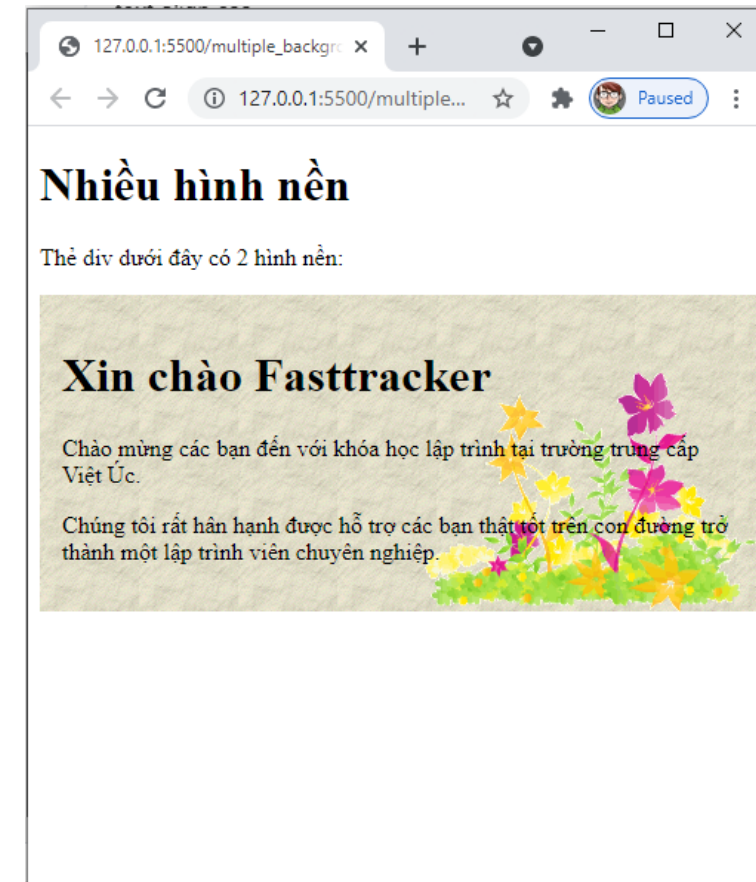 127.0.0.1:5500/multiple_backgr
127.0.0.1:5500/multiple...
Paused
Nhiều hình nền
Thẻ div dưới đây có 2 hình nền:
Xin chào Fasttracker
Chào mừng các bạn đến với khóa học lập trình tại trường trung cấp
Việt Úc.
Chúng tôi rất hân hạnh được hỗ trợ các bạn thật tốt trên con đường trở
thành một lập trình viên chuyên nghiệp.